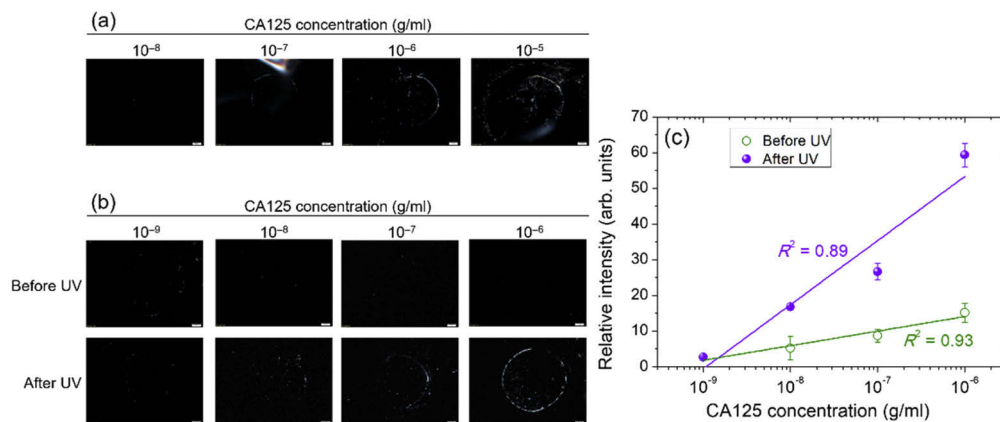 (a)
CA125 concentration (g/ml)
10⁻⁸ 10⁻⁷ 10⁻⁶ 10⁻⁵
(b)
CA125 concentration (g/ml)
10⁻⁹ 10⁻⁸ 10⁻⁷ 10⁻⁶
Before UV
After UV
(c)
Before UV
After UV
R² = 0.89
R² = 0.93
Relative intensity (arb. units)
70
60
50
40
30
20
10
0
10⁻⁹ 10⁻⁸ 10⁻⁷ 10⁻⁶
CA125 concentration (g/ml)